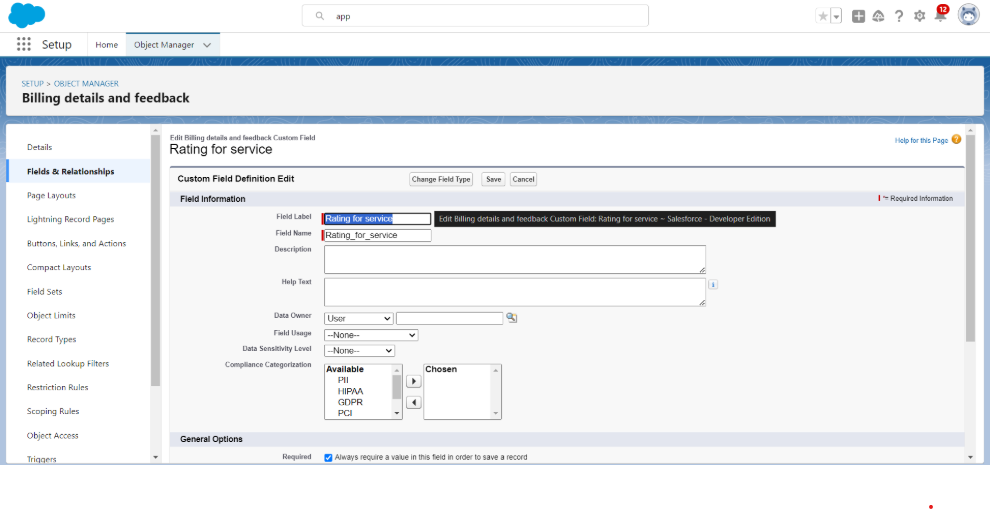 app
12
Setup
Home
Object Manager
SETUP > OBJECT MANAGER
Billing details and feedback
Details
Fields & Relationships
Page Layouts
Lightning Record Pages
Buttons, Links, and Actions
Compact Layouts
Field Sets
Object Limits
Record Types
Related Lookup Filters
Restriction Rules
Scoping Rules
Object Access
Triggers
Edit Billing details and feedback Custom Field
Rating for service
Help for this Page ?
Custom Field Definition Edit
Change Field Type
Save
Cancel
Field Information
= Required Information
Field Label
Rating for service
Edit Billing details and feedback Custom Field: Rating for service ~ Salesforce - Developer Edition
Field Name
Rating_for_service
Description
Help Text
i
Data Owner
User
Field Usage
--None--
Data Sensitivity Level
--None--
Compliance Categorization
Available
PII
HIPAA
GDPR
PCI
Chosen
General Options
Required
Always require a value in this field in order to save a record